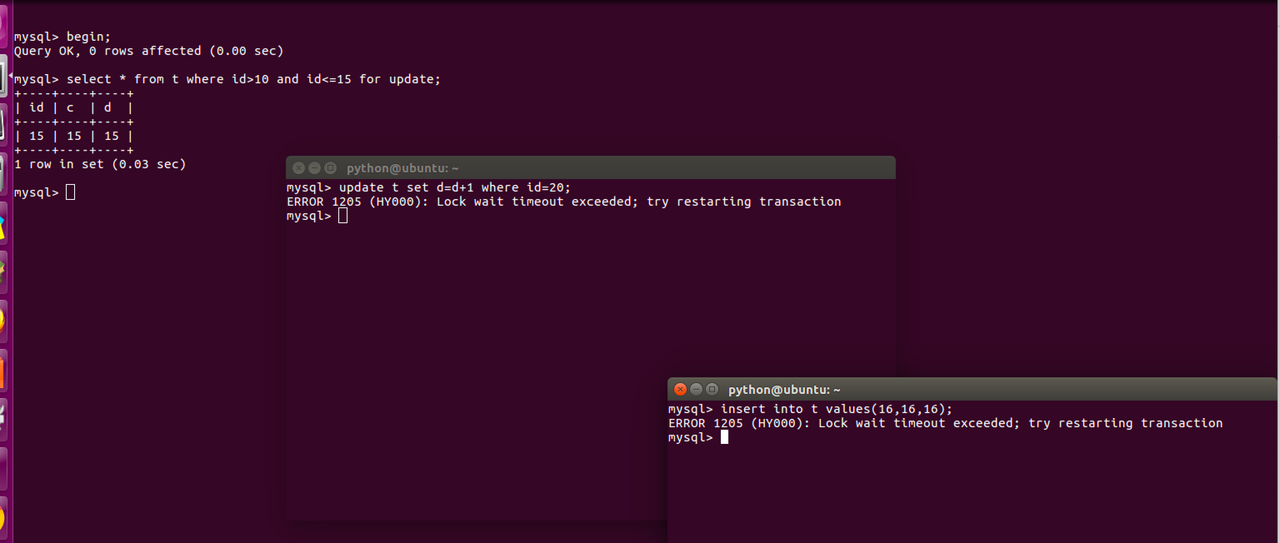 mysql> begin;
Query OK, 0 rows affected (0.00 sec)
mysql> select * from t where id>10 and id<=15 for update;
+----+----+----+
| id | c  | d  |
+----+----+----+
| 15 | 15 | 15 |
+----+----+----+
1 row in set (0.03 sec)
mysql>
python@ubuntu: ~
mysql> update t set d=d+1 where id=20;
ERROR 1205 (HY000): Lock wait timeout exceeded; try restarting transaction
mysql>
python@ubuntu: ~
mysql> insert into t values(16,16,16);
ERROR 1205 (HY000): Lock wait timeout exceeded; try restarting transaction
mysql>